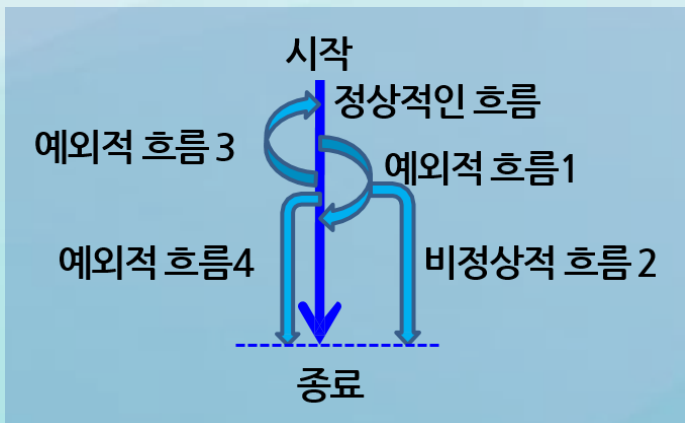 시작
정상적인 흐름
예외적 흐름 3
예외적 흐름1
예외적 흐름4
비정상적 흐름 2
종료